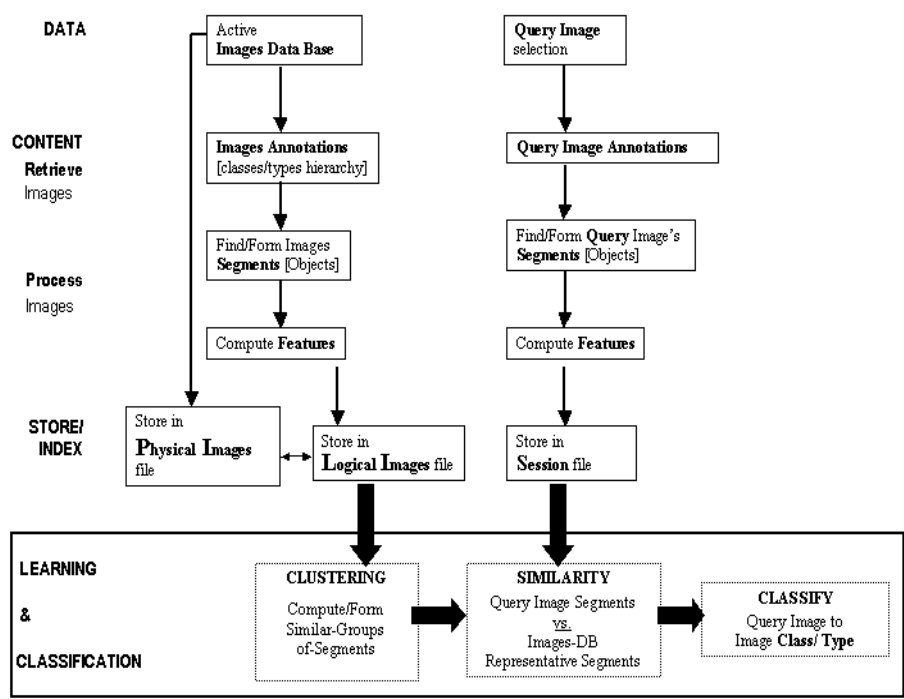 DATA
Active
Images Data Base
Query Image
selection
CONTENT
Retrieve
Images
Images Annotations
[classes/types hierarchy]
Query Image Annotations
Find/Form Images
Segments [Objects]
Find/Form Query Image's
Segments [Objects]
Process
Images
Compute Features
Compute Features
STORE/
INDEX
Store in
Physical Images
file
Store in
Logical Images file
Store in
Session file
LEARNING
&
CLASSIFICATION
CLUSTERING
Compute/Form
Similar-Groups
of-Segments
SIMILARITY
Query Image Segments
vs.
Images-DB
Representative Segments
CLASSIFY
Query Image to
Image Class/ Type